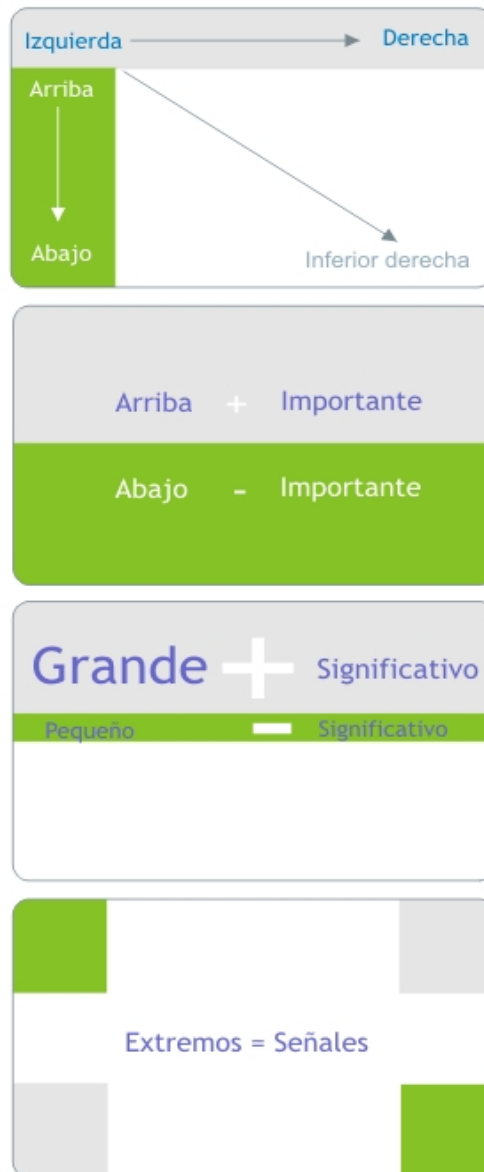 Izquierda Derecha
Arriba
Abajo
Inferior derecha
Arriba + Importante
Abajo - Importante
Grande + Significativo
Pequeño - Significativo
Extremos = Señales